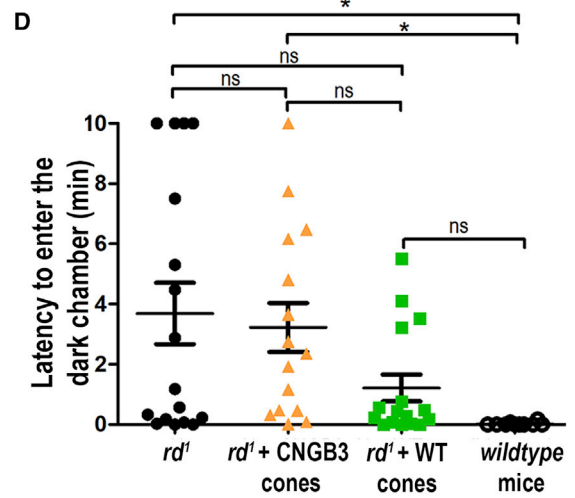 D
*
*
ns
ns
ns
ns
Latency to enter the
dark chamber (min)
10
8
6
4
2
0
rd¹
rd¹ + CNGB3
cones
rd¹ + WT
cones
wildtype
mice